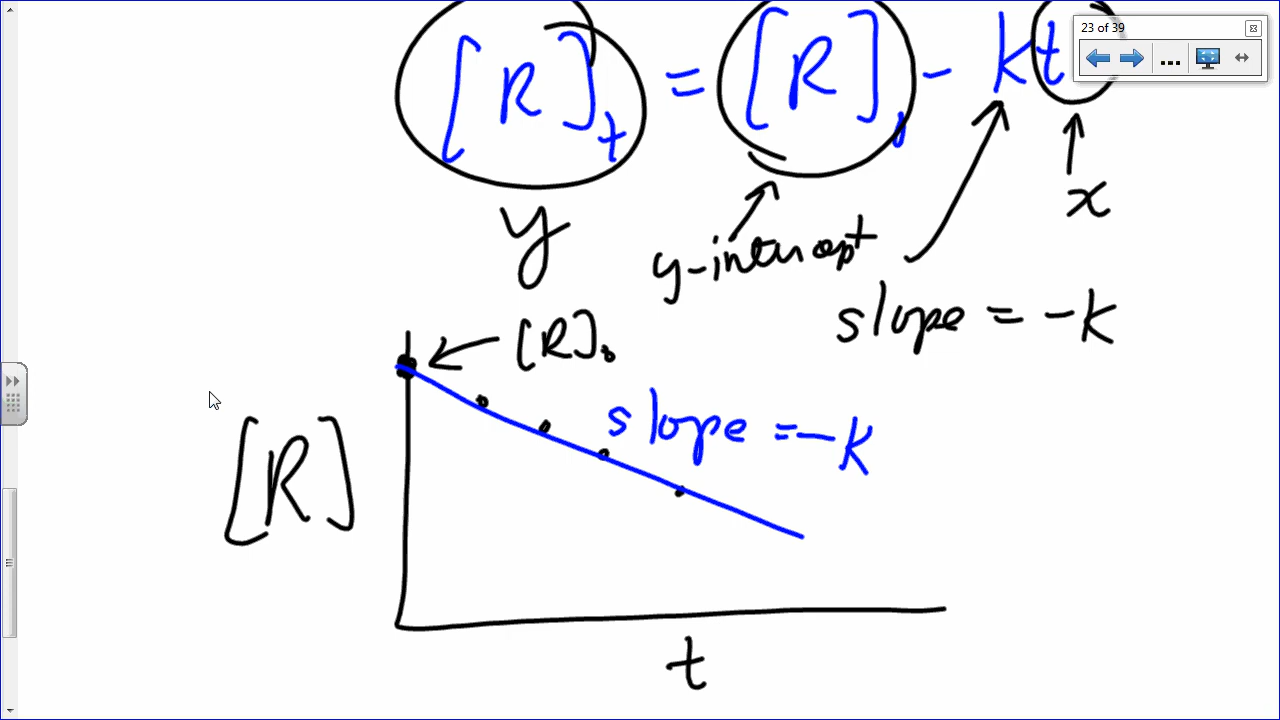 23 of 39
[R]t = [R]0 - kt
y
y-intercept
x
slope = -k
[R]0
slope = -k
[R]
t